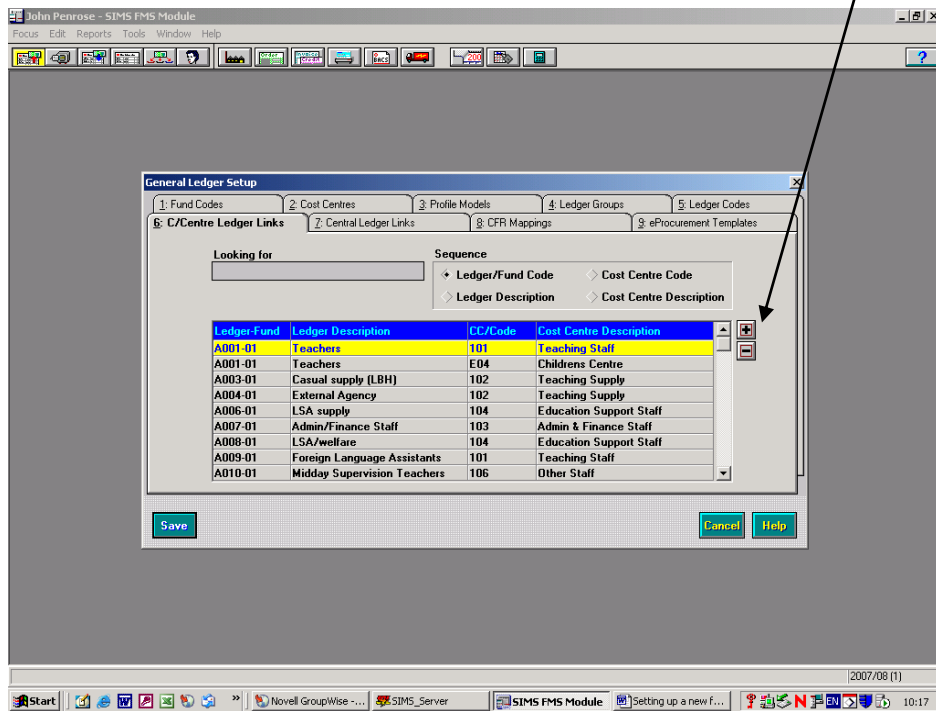 John Penrose - SIMS FMS Module
Focus Edit Reports Tools Window Help
General Ledger Setup
1: Fund Codes 2: Cost Centres 3: Profile Models 4: Ledger Groups 5: Ledger Codes
6: C/Centre Ledger Links 7: Central Ledger Links 8: CFR Mappings 9: eProcurement Templates
Looking for Sequence
Ledger/Fund Code Cost Centre Code
Ledger Description Cost Centre Description
Ledger-Fund Ledger Description CC/Code Cost Centre Description
A001-01 Teachers 101 Teaching Staff
A001-01 Teachers E04 Childrens Centre
A003-01 Casual supply (LBH) 102 Teaching Supply
A004-01 External Agency 102 Teaching Supply
A006-01 LSA supply 104 Education Support Staff
A007-01 Admin/Finance Staff 103 Admin & Finance Staff
A008-01 LSA/welfare 104 Education Support Staff
A009-01 Foreign Language Assistants 101 Teaching Staff
A010-01 Midday Supervision Teachers 106 Other Staff
Save Cancel Help
2007/08 (1)
Start Novell GroupWise -... SIMS_Server SIMS FMS Module Setting up a new f... EN 10:17